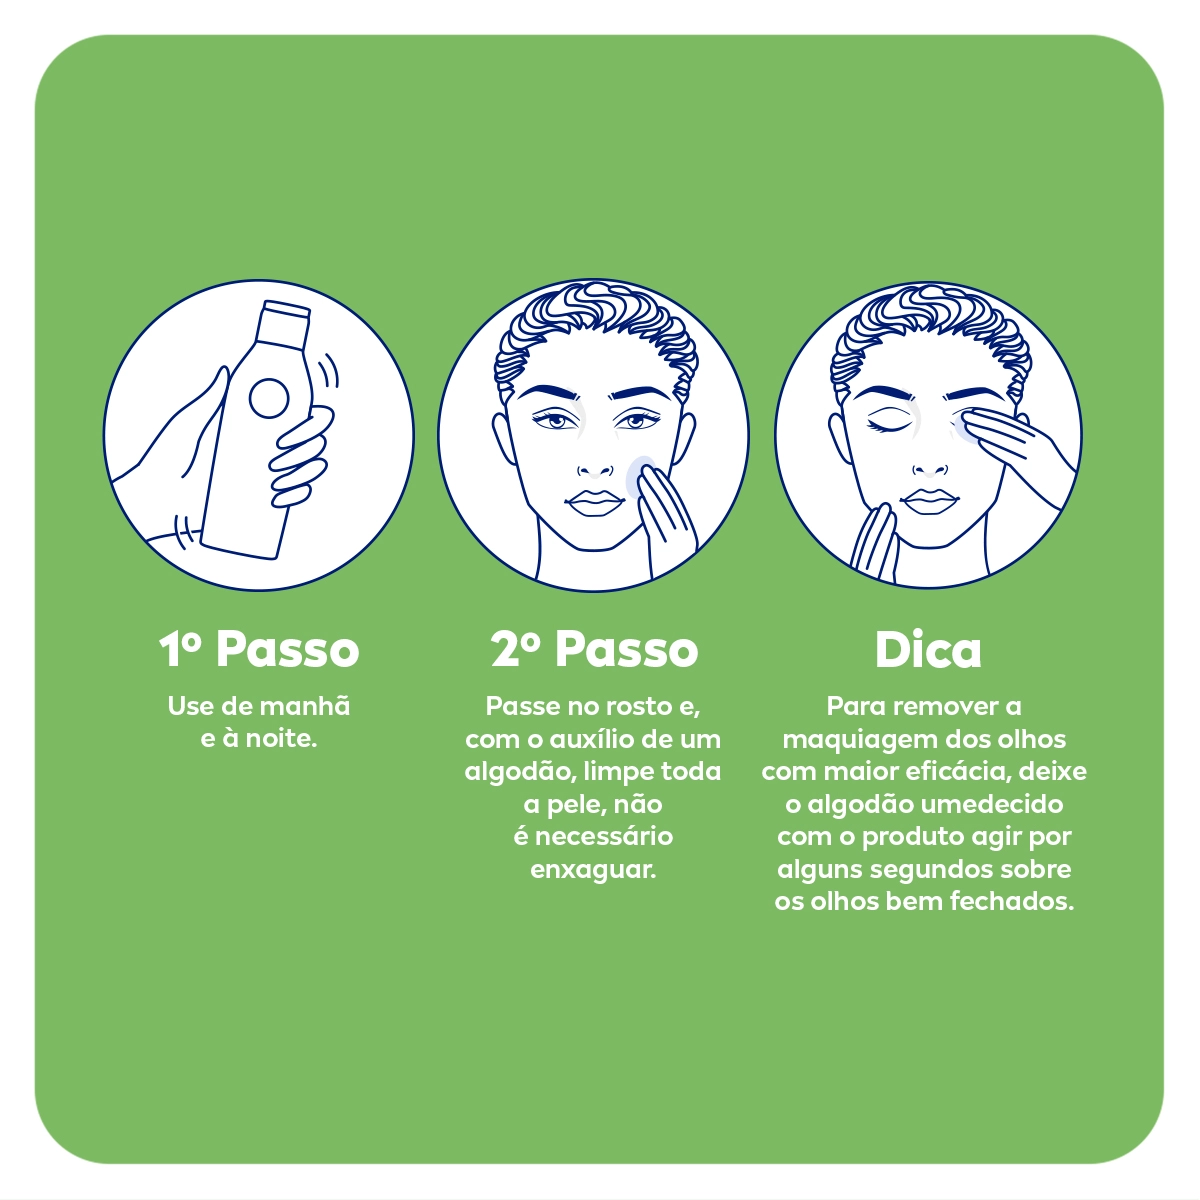 1º Passo
Use de manhã
e à noite.
2º Passo
Passe no rosto e,
com o auxílio de um
algodão, limpe toda
a pele, não
é necessário
enxaguar.
Dica
Para remover a
maquiagem dos olhos
com maior eficácia, deixe
o algodão umedecido
com o produto agir por
alguns segundos sobre
os olhos bem fechados.